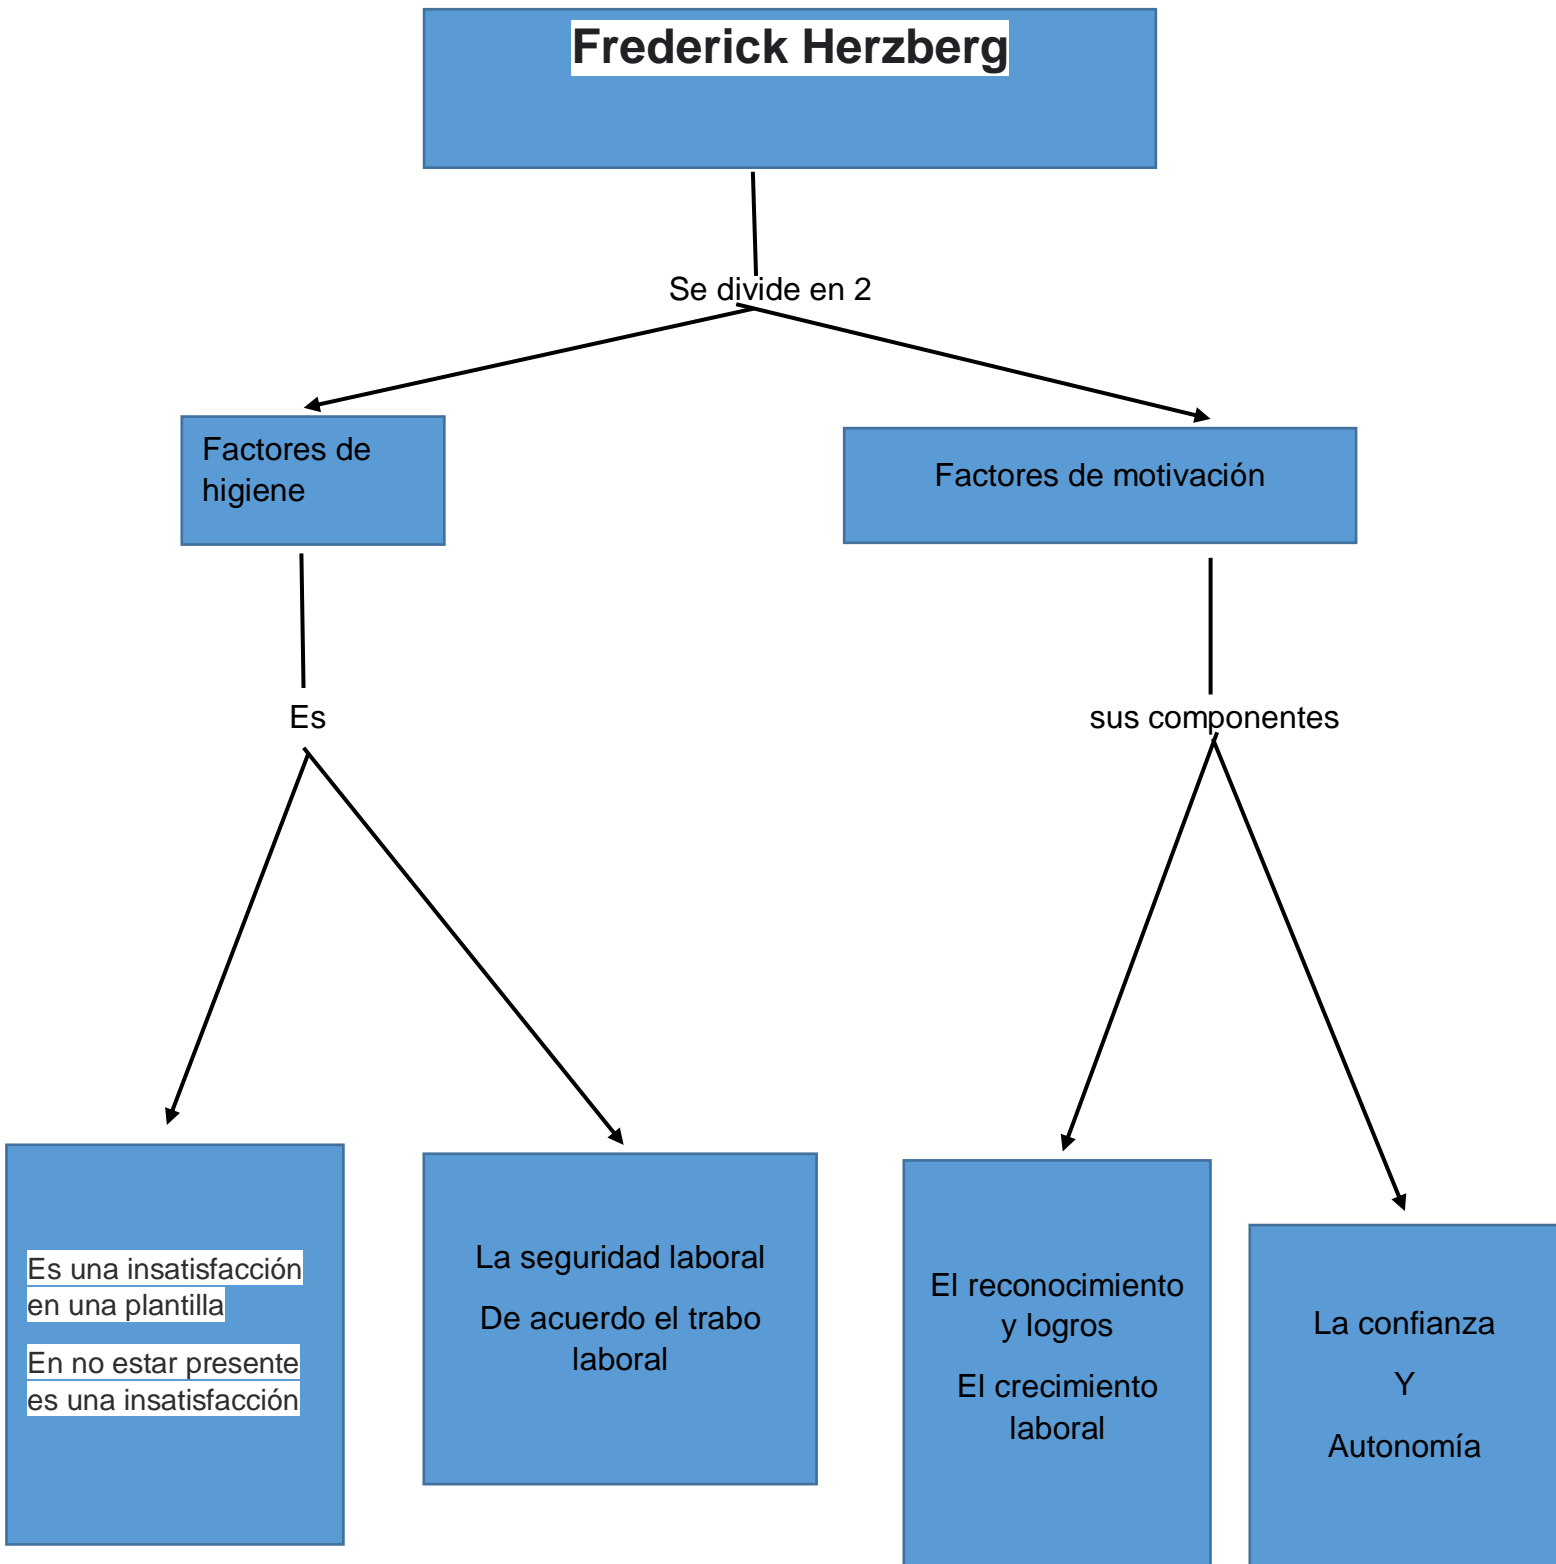 Frederick Herzberg
Se divide en 2
Factores de
higiene
Factores de motivación
Es
sus componentes
Es una insatisfacción
en una plantilla
En no estar presente
es una insatisfacción
La seguridad laboral
De acuerdo el trabo
laboral
El reconocimiento
y logros
El crecimiento
laboral
La confianza
Y
Autonomía